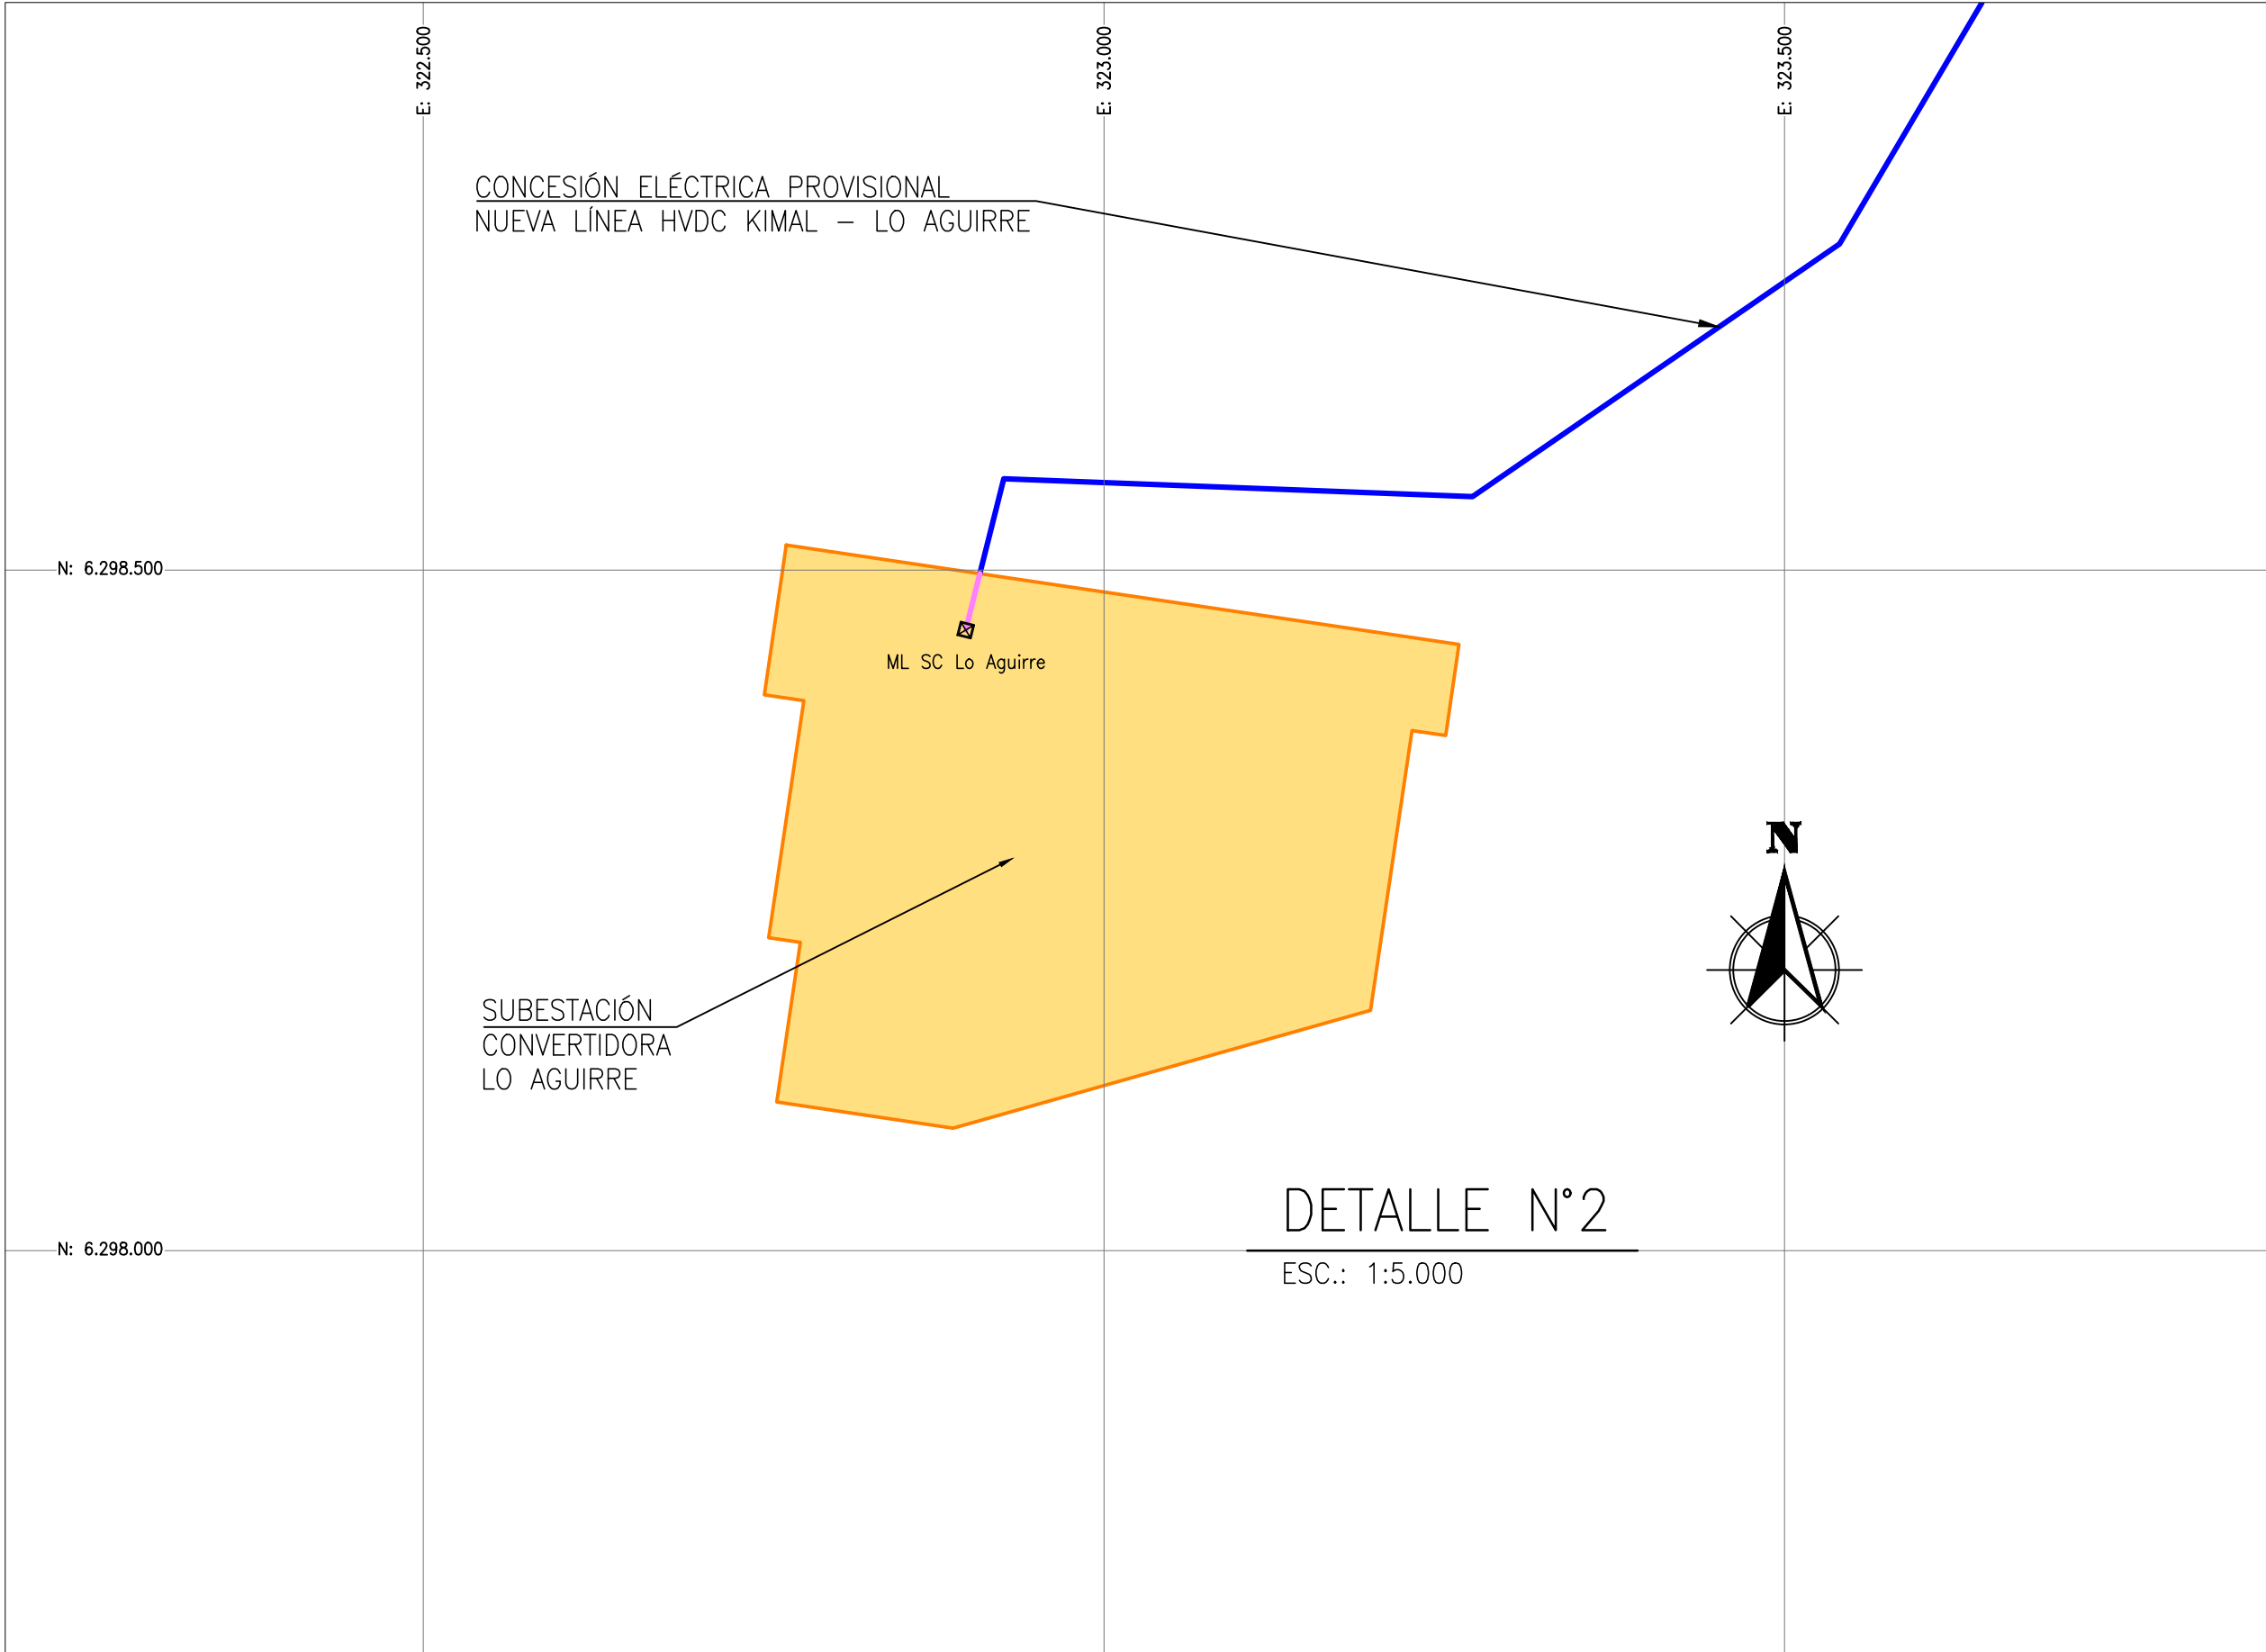 E: 322.500
E: 323.000
E: 323.500
CONCESIÓN ELÉCTRICA PROVISIONAL
NUEVA LÍNEA HVDC KIMAL – LO AGUIRRE
N: 6.298.500
ML SC Lo Aguirre
N
SUBESTACIÓN
CONVERTIDORA
LO AGUIRRE
DETALLE N°2
N: 6.298.000
ESC.: 1:5.000